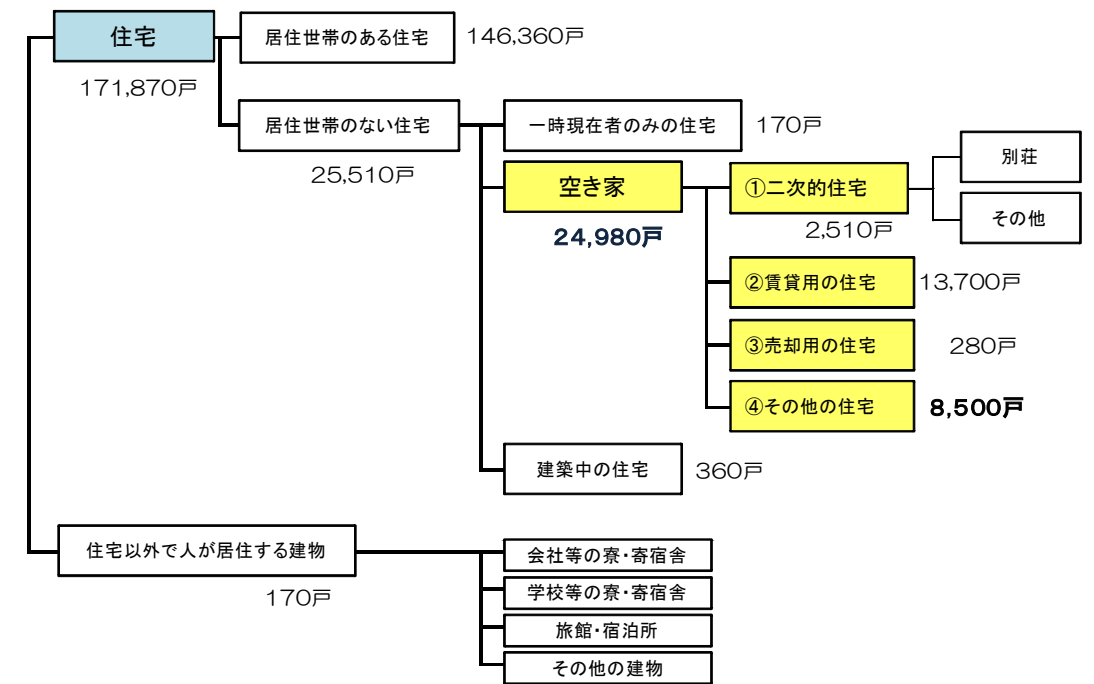 住宅
171,870戸
居住世帯のある住宅
146,360戸
居住世帯のない住宅
25,510戸
一時現在者のみの住宅
170戸
空き家
24,980戸
①二次的住宅
2,510戸
別荘
その他
②賃貸用の住宅
13,700戸
③売却用の住宅
280戸
④その他の住宅
8,500戸
建築中の住宅
360戸
住宅以外で人が居住する建物
170戸
会社等の寮・寄宿舎
学校等の寮・寄宿舎
旅館・宿泊所
その他の建物